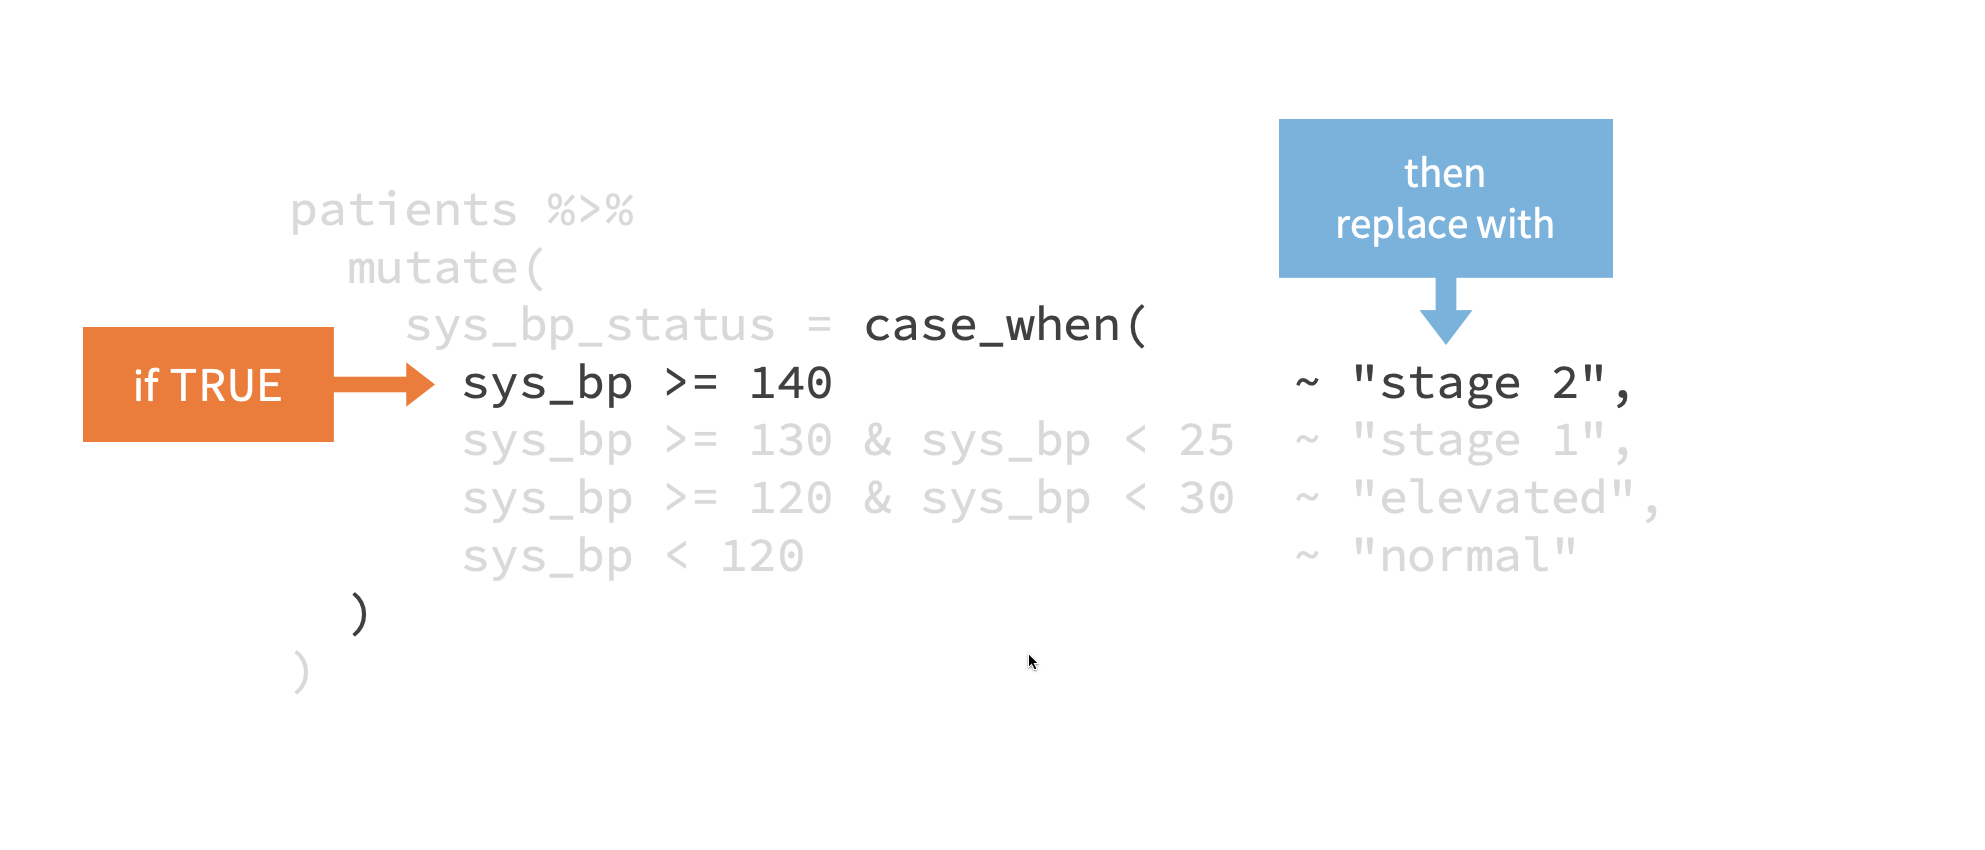 then
replace with
patients %>%
mutate(
sys_bp_status = case_when(
if TRUE
sys_bp >= 140 ~ "stage 2",
sys_bp >= 130 & sys_bp < 25 ~ "stage 1",
sys_bp >= 120 & sys_bp < 30 ~ "elevated",
sys_bp < 120 ~ "normal"
)
)